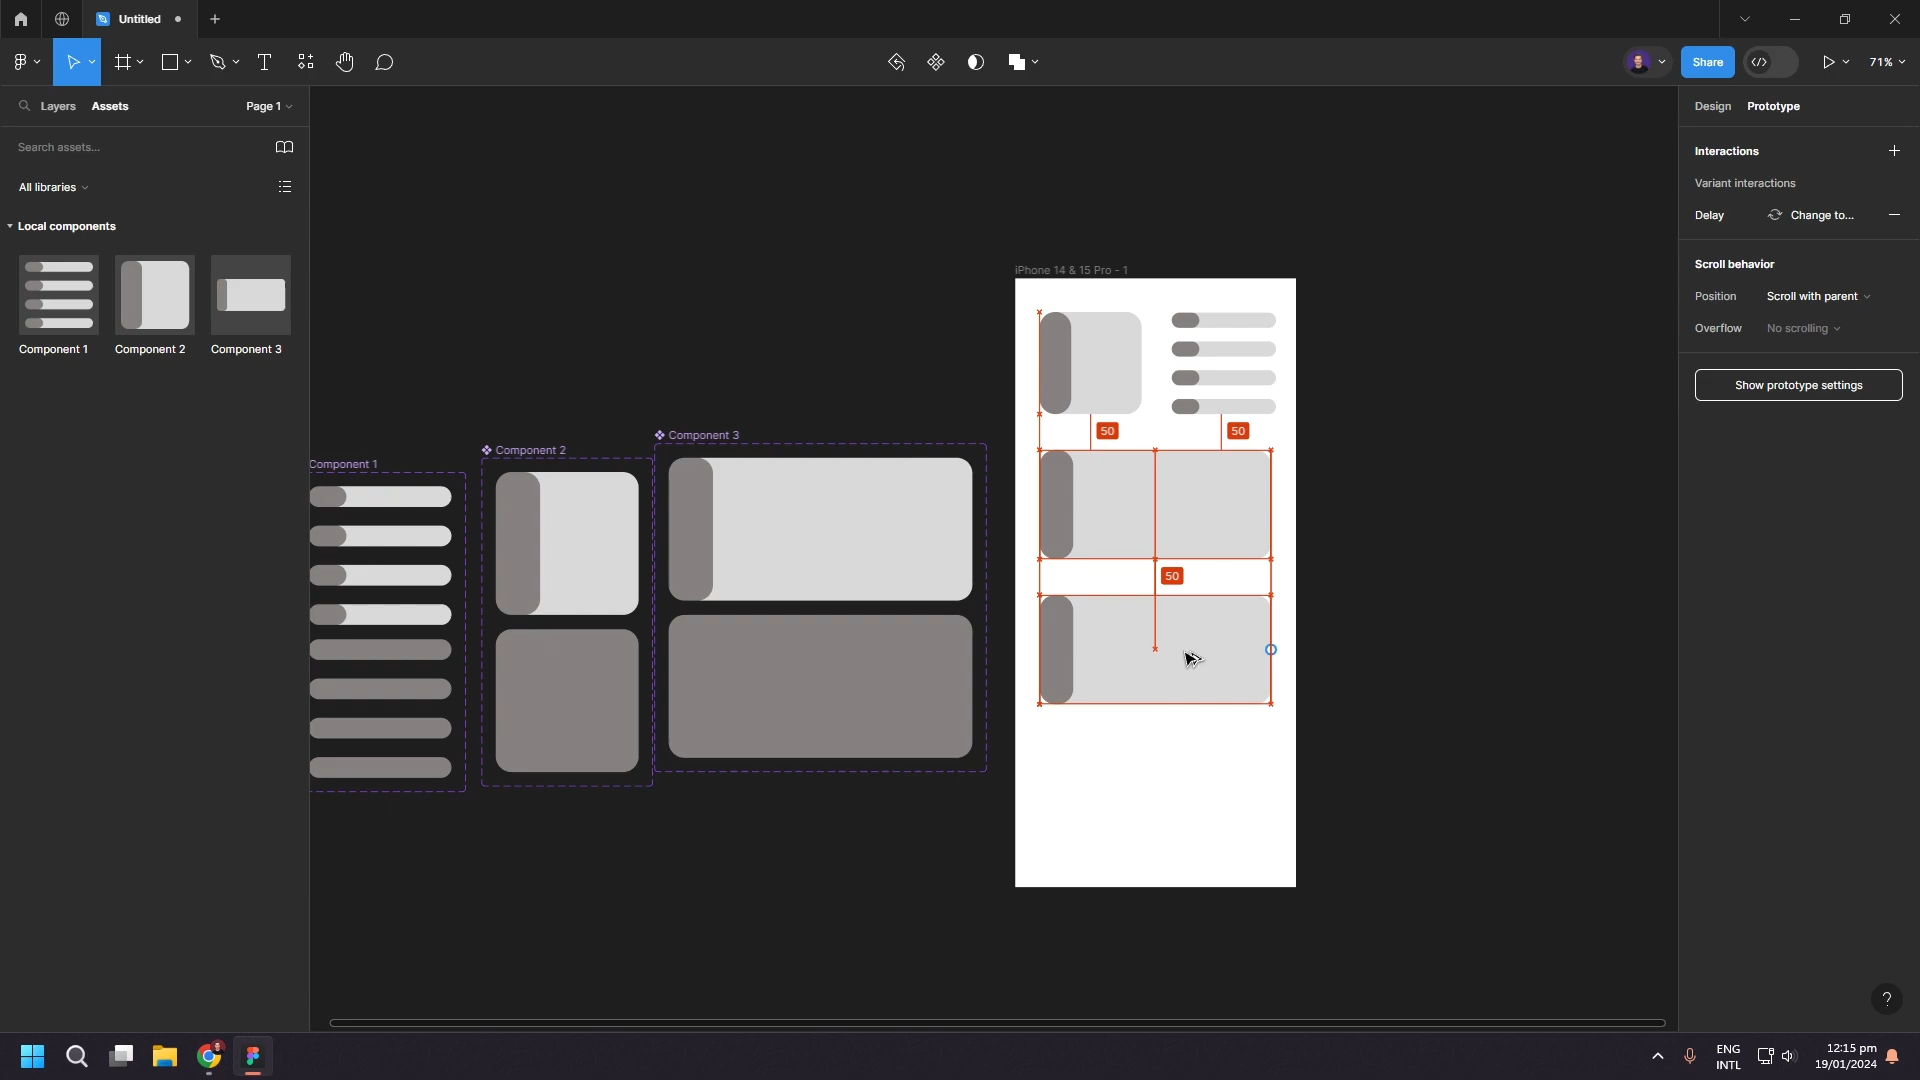 Untitled
71%
Share
Layers Assets Page 1
Search assets...
All libraries
Local components
Component 1 Component 2 Component 3
Component 1
Component 2
Component 3
iPhone 14 & 15 Pro - 1
50
50
50
Design Prototype
Interactions
Variant interactions
Delay Change to...
Scroll behavior
Position Scroll with parent
Overflow No scrolling
Show prototype settings
?
ENG
INTL
12:15 pm
19/01/2024